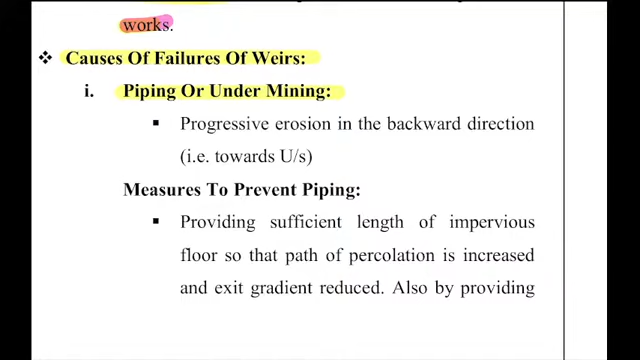 works.
❖ Causes Of Failures Of Weirs:
i. Piping Or Under Mining:
▪ Progressive erosion in the backward direction
(i.e. towards U/s)
Measures To Prevent Piping:
▪ Providing sufficient length of impervious
floor so that path of percolation is increased
and exit gradient reduced. Also by providing